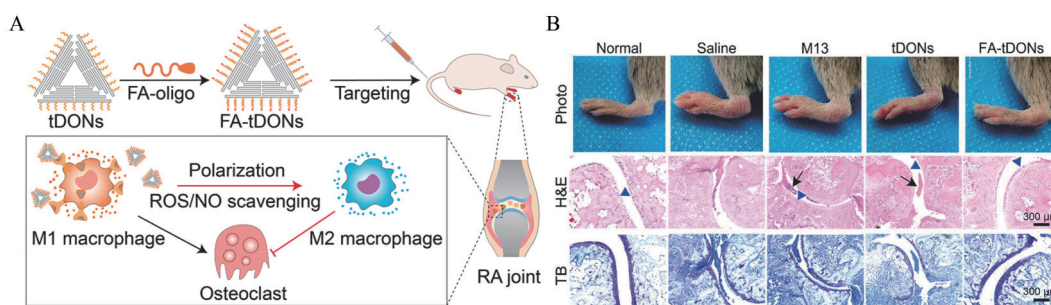 A
tDONs
FA-oligo
FA-tDONs
Targeting
M1 macrophage
Polarization
ROS/NO scavenging
M2 macrophage
Osteoclast
RA joint
B
Normal
Saline
M13
tDONs
FA-tDONs
Photo
H&E
300 μ
TB
300 μ